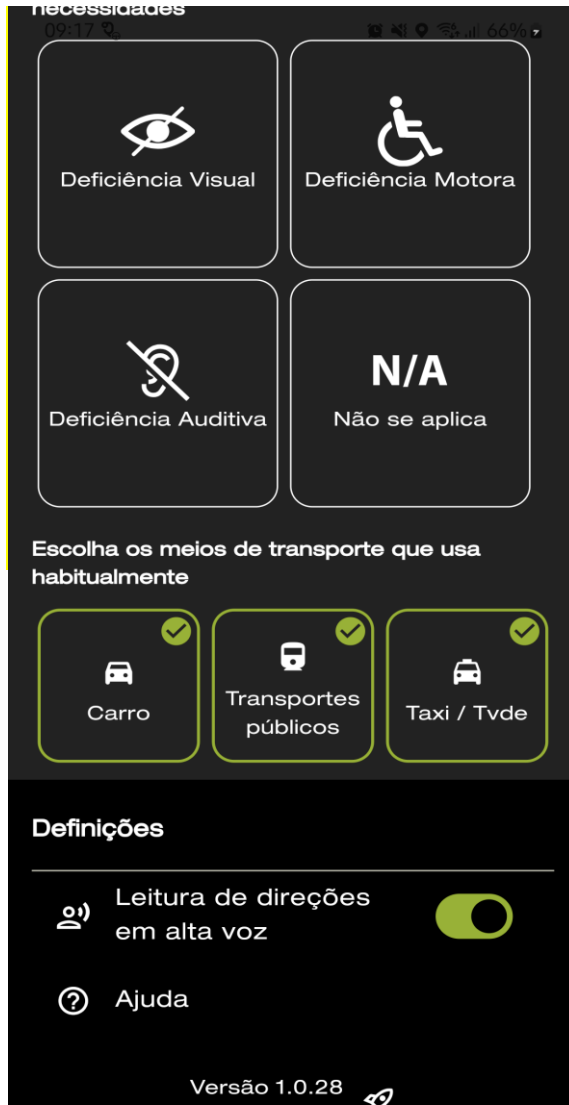 necessidades
09:17 66%
Deficiência Visual
Deficiência Motora
Deficiência Auditiva
N/A
Não se aplica
Escolha os meios de transporte que usa
habitualmente
Carro
Transportes
públicos
Taxi / Tvde
Definições
Leitura de direções
em alta voz
Ajuda
Versão 1.0.28